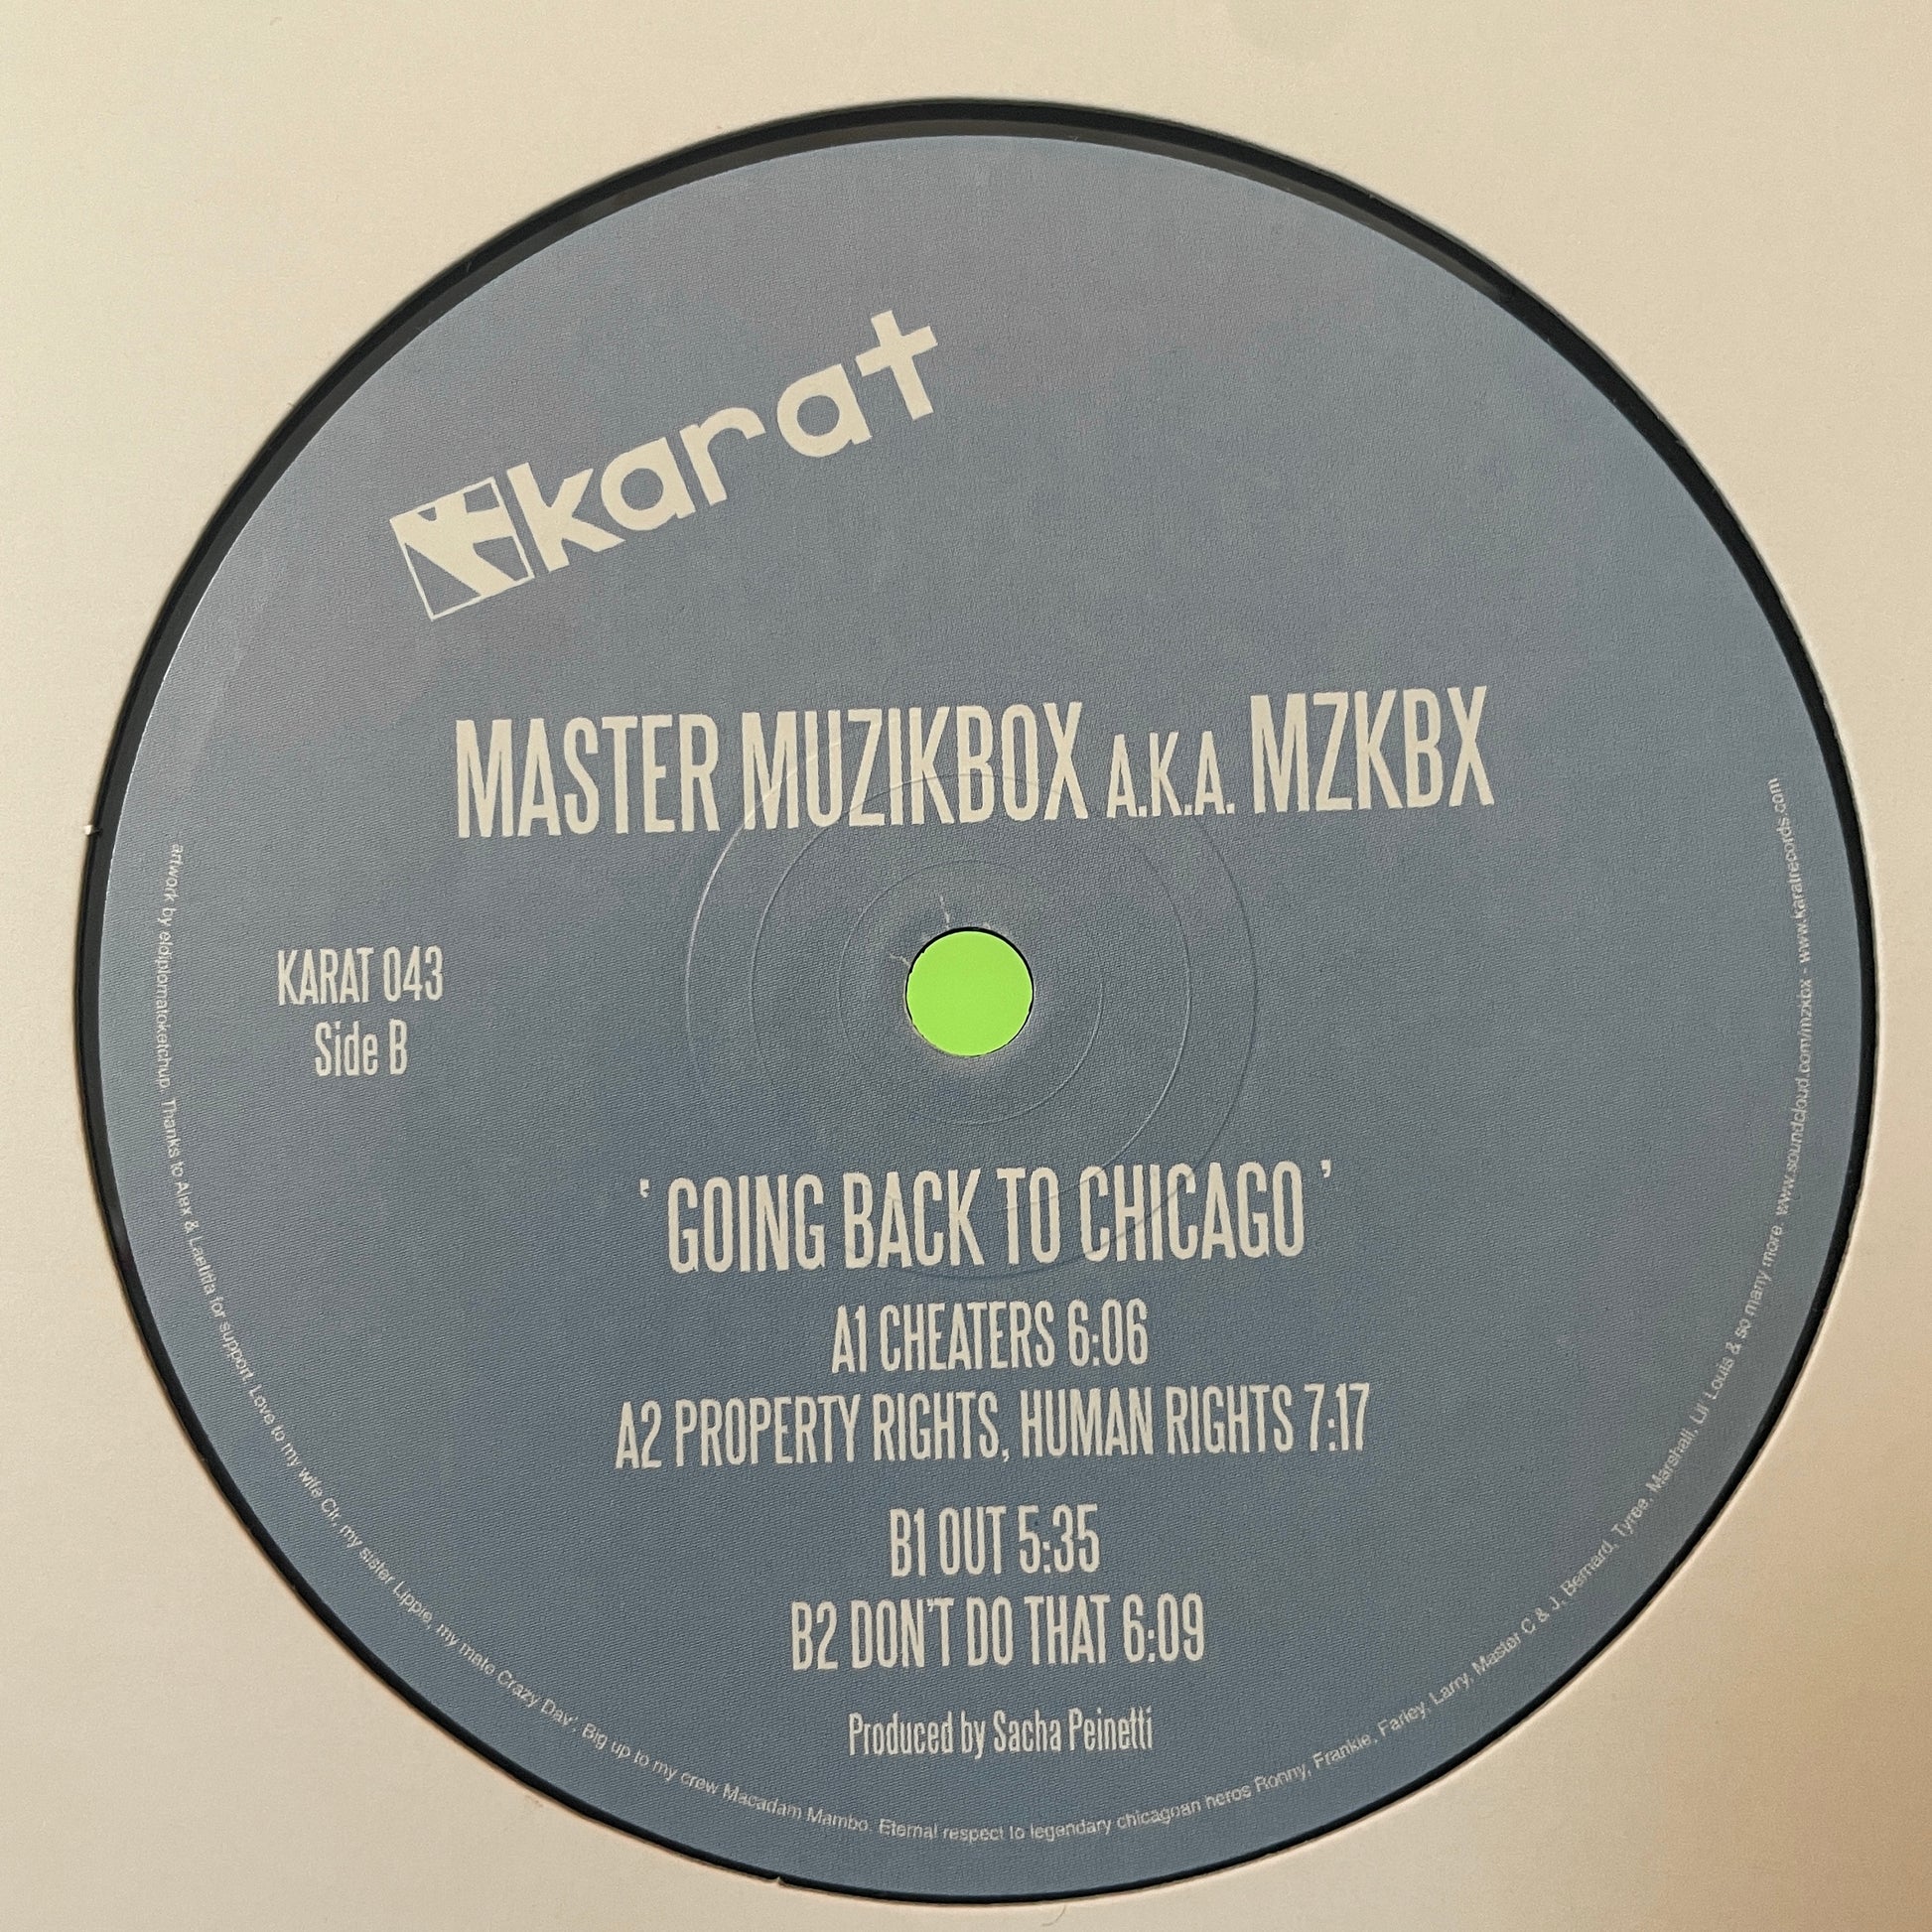 karat
MASTER MUZIKBOX A.K.A. MZKBX
KARAT 043
Side B
' GOING BACK TO CHICAGO '
A1 CHEATERS 6:06
A2 PROPERTY RIGHTS, HUMAN RIGHTS 7:17
B1 OUT 5:35
B2 DON'T DO THAT 6:09
Produced by Sacha Peinetti
artwork by eldiplomatoketchup. Thanks to Alex & Laetitia for support. Love to my wife Clr, my sister Lippie, my mate Crazy Dav'. Big up to my crew Macadam Mambo. Eternal respect to legendary chicagoan heros Ronny, Frankie, Farley, Larry, Master C & J, Bernard, Tyree, Marshall, Lil' Louis & so many more. www.soundcloud.com/mzkbx - www.karatrecords.com